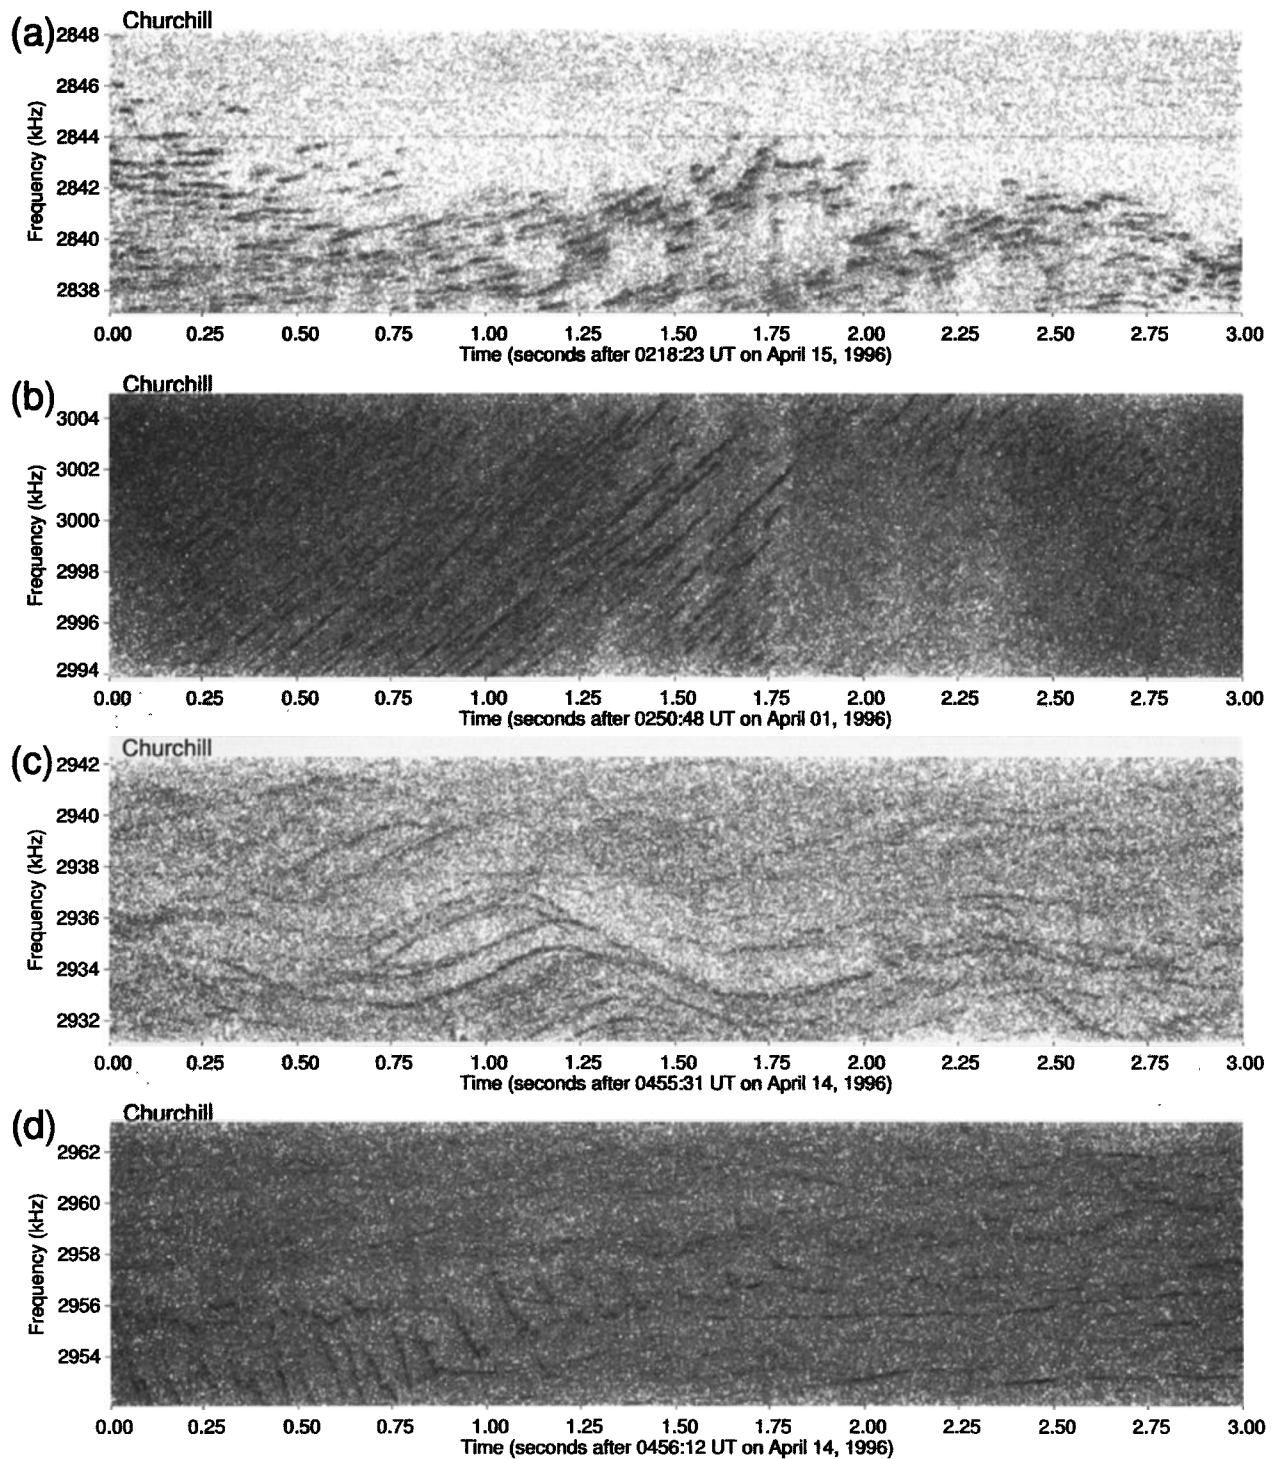 (a)
Churchill
2848
2846
2844
2842
2840
2838
Frequency (kHz)
0.00 0.25 0.50 0.75 1.00 1.25 1.50 1.75 2.00 2.25 2.50 2.75 3.00
Time (seconds after 0218:23 UT on April 15, 1996)
(b)
Churchill
3004
3002
3000
2998
2996
2994
Frequency (kHz)
0.00 0.25 0.50 0.75 1.00 1.25 1.50 1.75 2.00 2.25 2.50 2.75 3.00
Time (seconds after 0250:48 UT on April 01, 1996)
(c)
Churchill
2942
2940
2938
2936
2934
2932
Frequency (kHz)
0.00 0.25 0.50 0.75 1.00 1.25 1.50 1.75 2.00 2.25 2.50 2.75 3.00
Time (seconds after 0455:31 UT on April 14, 1996)
(d)
Churchill
2962
2960
2958
2956
2954
Frequency (kHz)
0.00 0.25 0.50 0.75 1.00 1.25 1.50 1.75 2.00 2.25 2.50 2.75 3.00
Time (seconds after 0456:12 UT on April 14, 1996)